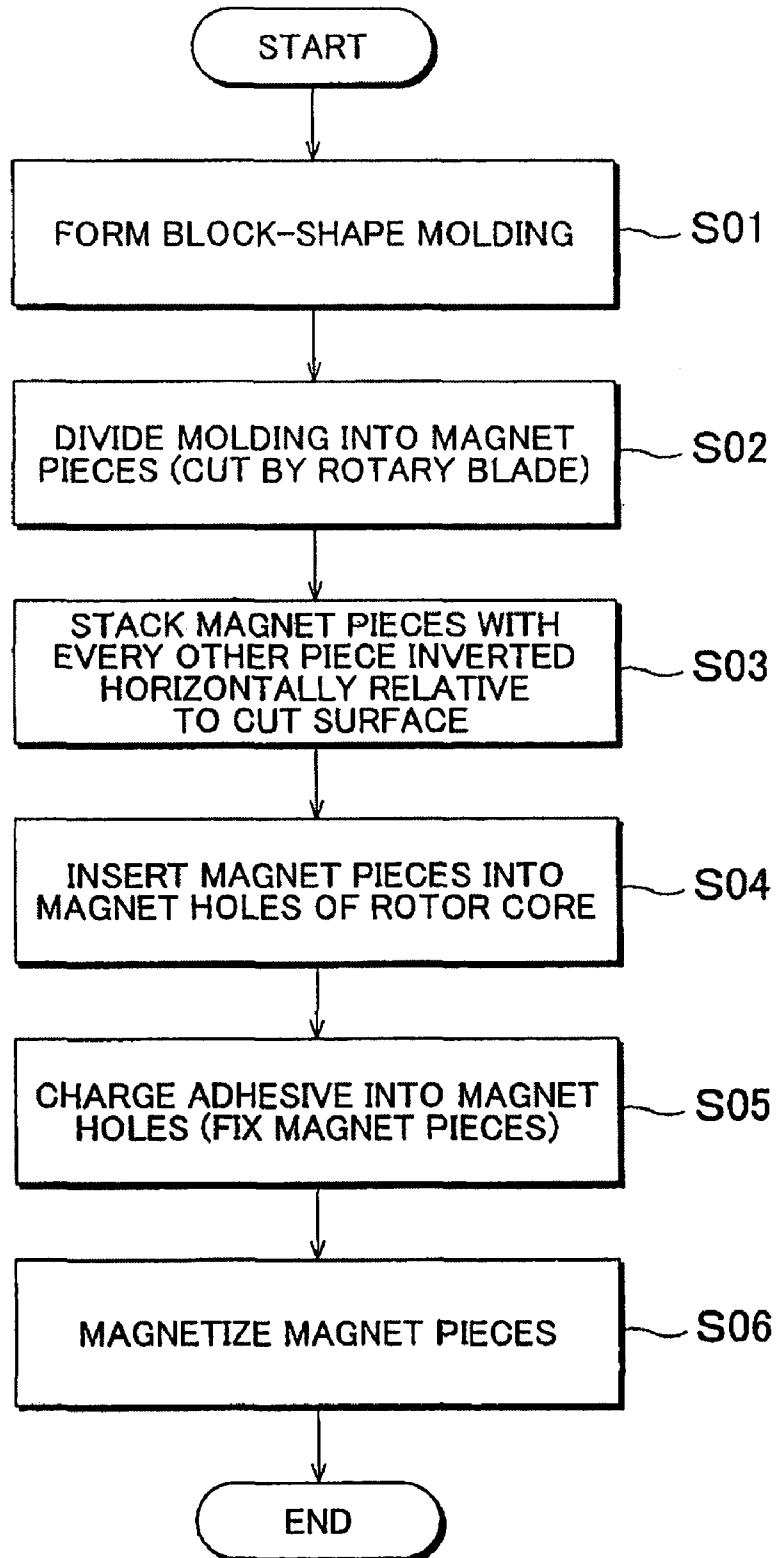 START
FORM BLOCK-SHAPE MOLDING
S01
DIVIDE MOLDING INTO MAGNET
PIECES (CUT BY ROTARY BLADE)
S02
STACK MAGNET PIECES WITH
EVERY OTHER PIECE INVERTED
HORIZONTALLY RELATIVE
TO CUT SURFACE
S03
INSERT MAGNET PIECES INTO
MAGNET HOLES OF ROTOR CORE
S04
CHARGE ADHESIVE INTO MAGNET
HOLES (FIX MAGNET PIECES)
S05
MAGNETIZE MAGNET PIECES
S06
END